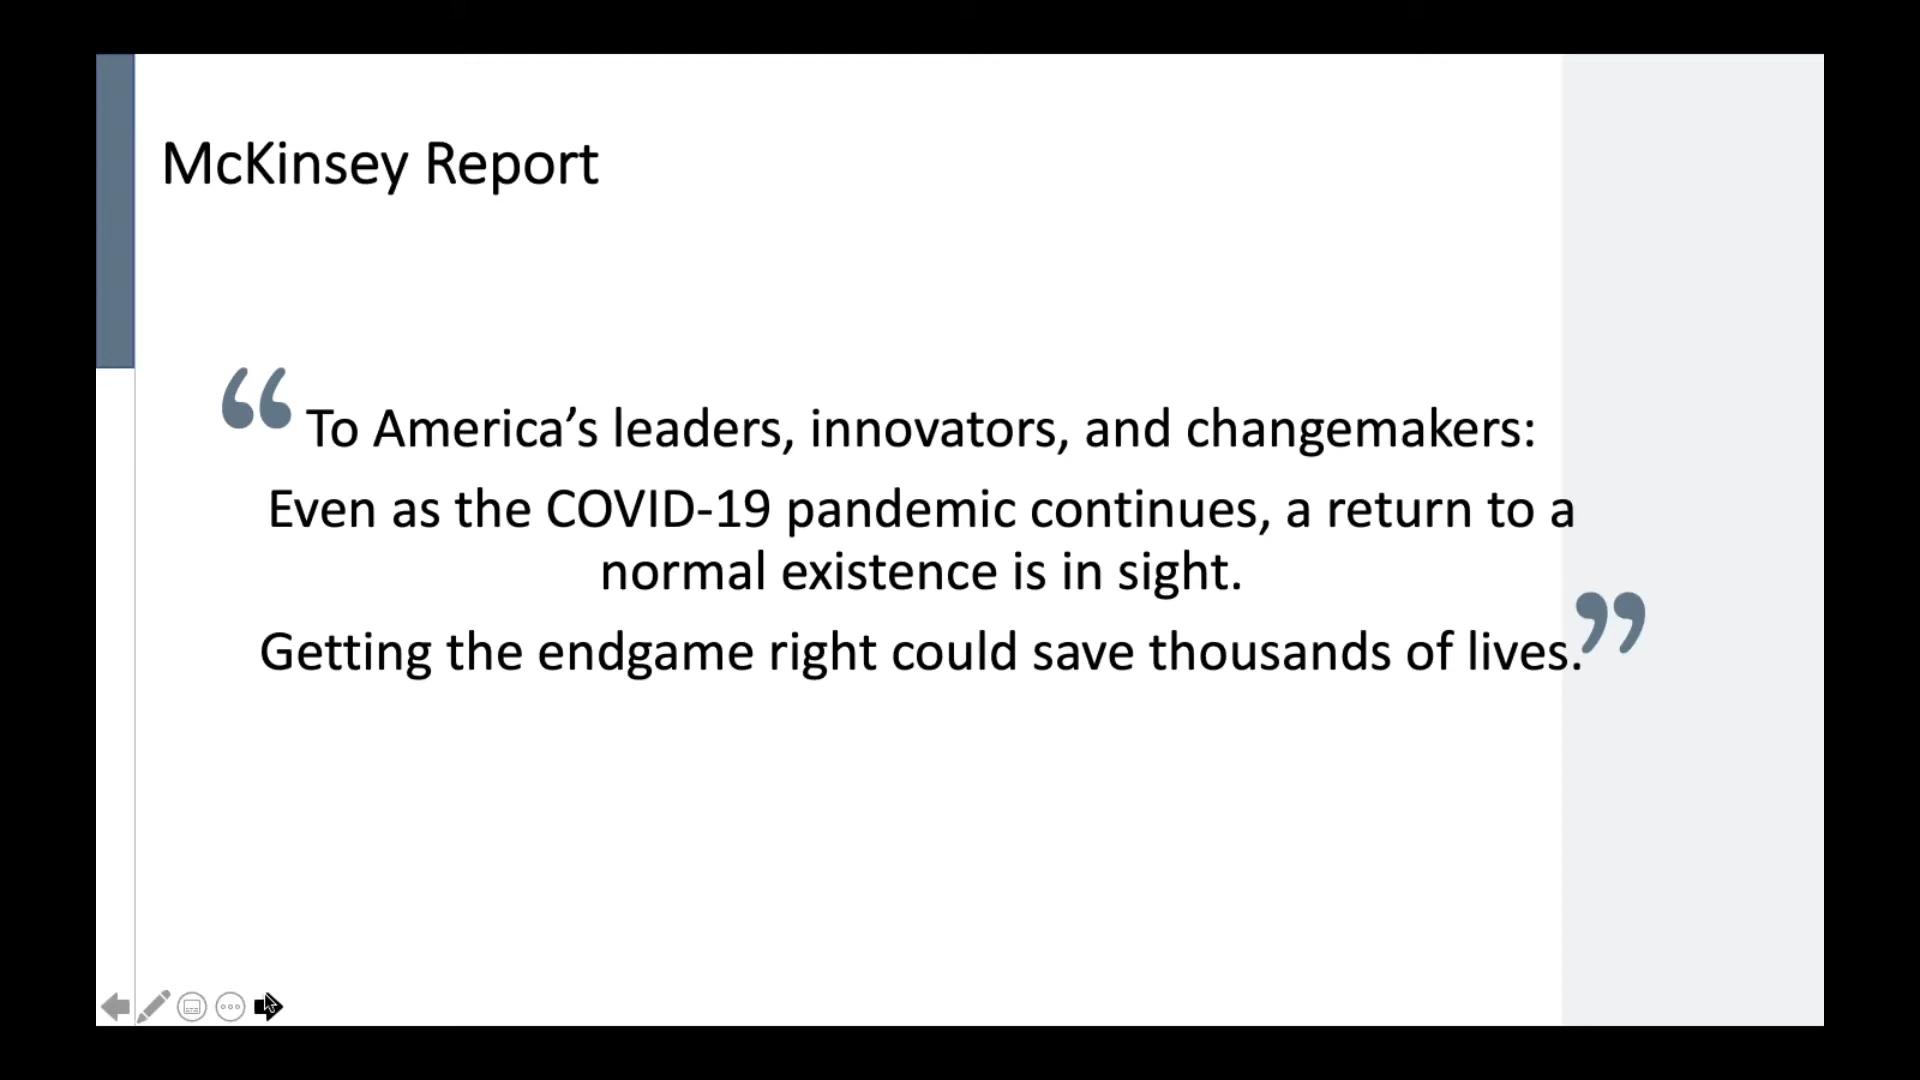 McKinsey Report
“To America’s leaders, innovators, and changemakers:
Even as the COVID-19 pandemic continues, a return to a
normal existence is in sight.
Getting the endgame right could save thousands of lives.”